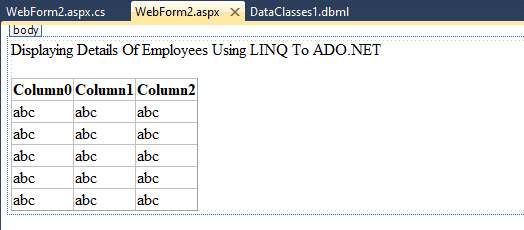 WebForm2.aspx.cs WebForm2.aspx DataClasses1.dbml
body
Displaying Details Of Employees Using LINQ To ADO.NET
Column0 Column1 Column2
abc abc abc
abc abc abc
abc abc abc
abc abc abc
abc abc abc